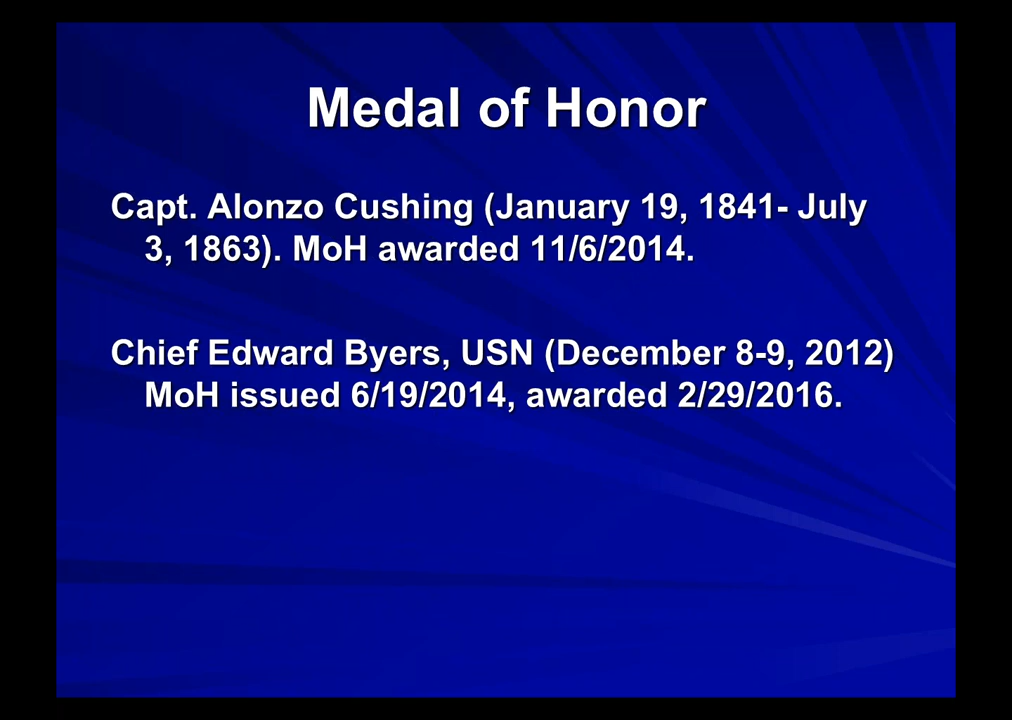 Medal of Honor
Capt. Alonzo Cushing (January 19, 1841- July
3, 1863). MoH awarded 11/6/2014.
Chief Edward Byers, USN (December 8-9, 2012)
MoH issued 6/19/2014, awarded 2/29/2016.